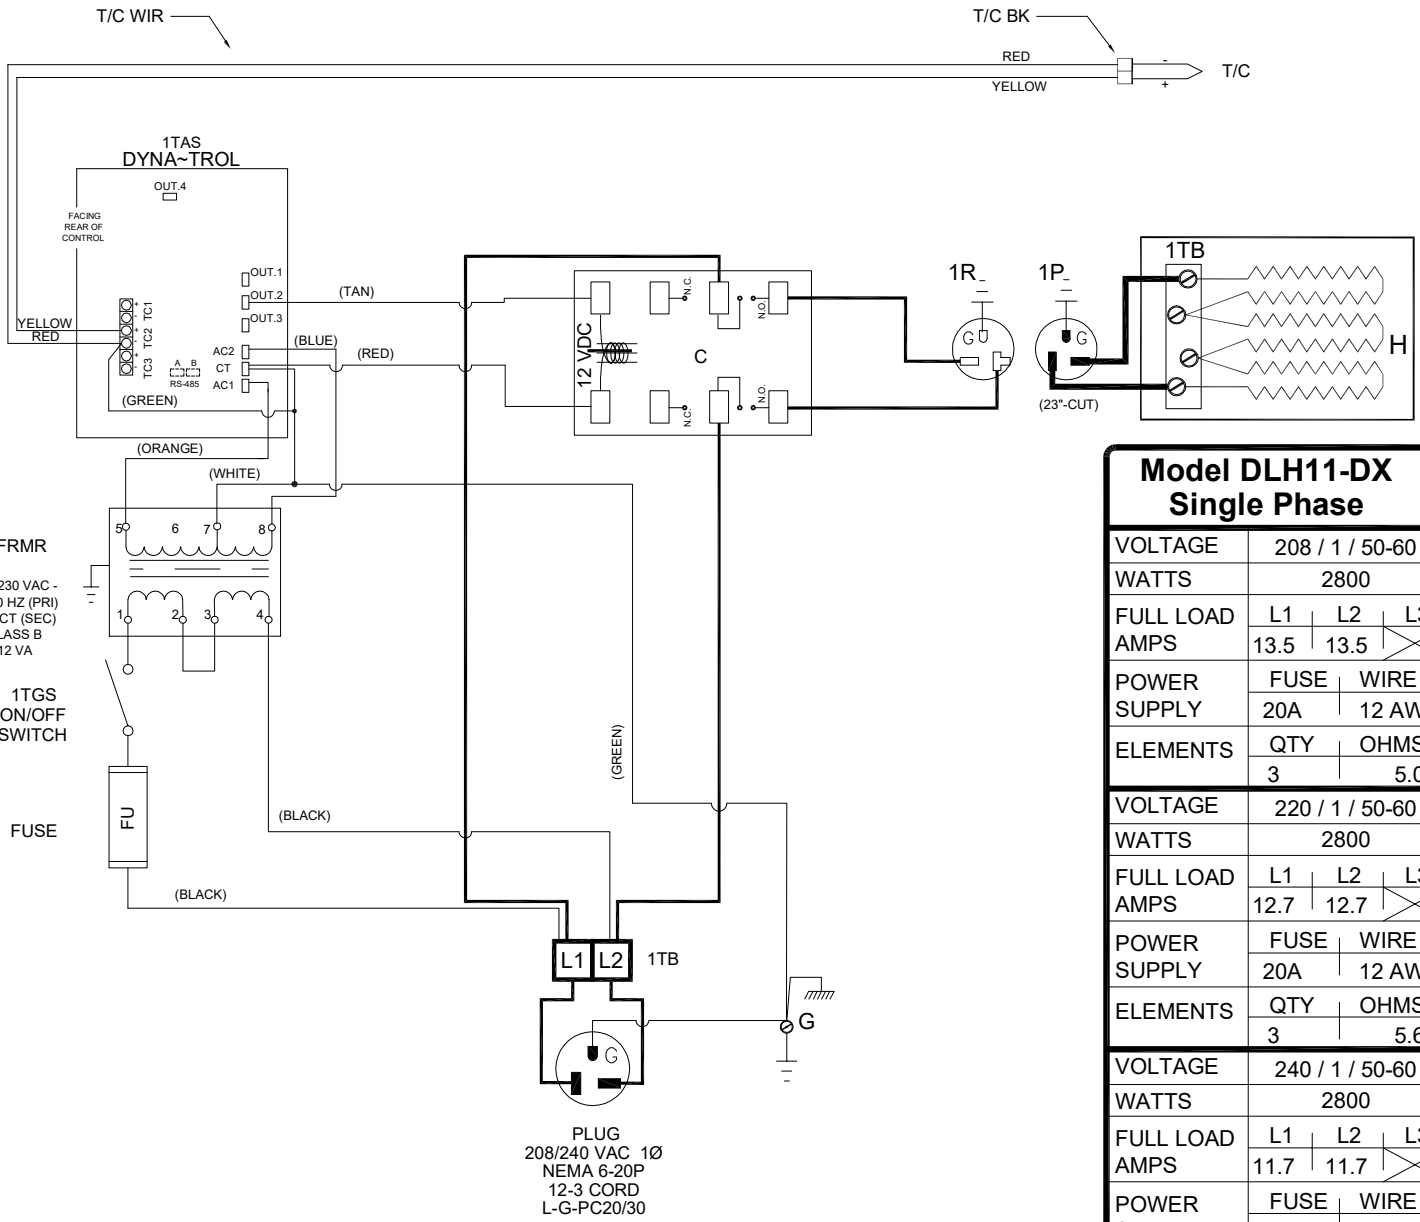 T/C WIR
T/C BK
RED
YELLOW
-
+
T/C
1TAS
DYNA~TROL
OUT.4
FACING
REAR OF
CONTROL
OUT.1
OUT.2
OUT.3
(TAN)
(BLUE)
(RED)
+ TC1 -
+ TC2 -
+ TC3 -
YELLOW
RED
A B
RS-485
AC2
CT
AC1
(GREEN)
(ORANGE)
(WHITE)
12 VDC
N.C.
N.O.
C
N.C.
N.O.
1R
G
1P
G
(23"-CUT)
1TB
H
5 6 7 8
1 2 3 4
FRMR
230 VAC -
0 HZ (PRI)
CT (SEC)
LASS B
12 VA
1TGS
ON/OFF
SWITCH
FU
FUSE
(BLACK)
(BLACK)
(GREEN)
L1 L2 1TB
G
G
PLUG
208/240 VAC 1Ø
NEMA 6-20P
12-3 CORD
L-G-PC20/30
Model DLH11-DX
Single Phase
VOLTAGE 208 / 1 / 50-60
WATTS 2800
FULL LOAD AMPS L1 L2 L3
13.5 13.5
POWER SUPPLY FUSE WIRE
20A 12 AW
ELEMENTS QTY OHMS
3 5.0
VOLTAGE 220 / 1 / 50-60
WATTS 2800
FULL LOAD AMPS L1 L2 L3
12.7 12.7
POWER SUPPLY FUSE WIRE
20A 12 AW
ELEMENTS QTY OHMS
3 5.6
VOLTAGE 240 / 1 / 50-60
WATTS 2800
FULL LOAD AMPS L1 L2 L3
11.7 11.7
POWER FUSE WIRE